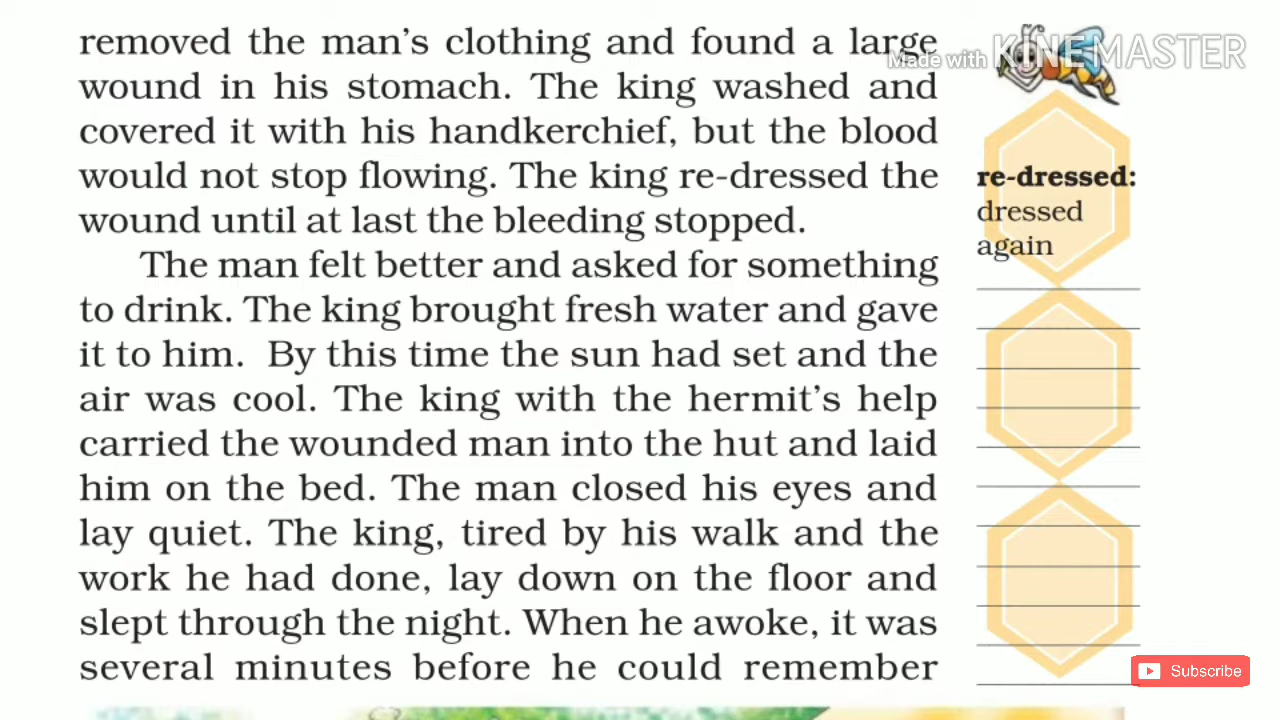 removed the man's clothing and found a large
wound in his stomach. The king washed and
covered it with his handkerchief, but the blood
would not stop flowing. The king re-dressed the
wound until at last the bleeding stopped.
The man felt better and asked for something
to drink. The king brought fresh water and gave
it to him. By this time the sun had set and the
air was cool. The king with the hermit's help
carried the wounded man into the hut and laid
him on the bed. The man closed his eyes and
lay quiet. The king, tired by his walk and the
work he had done, lay down on the floor and
slept through the night. When he awoke, it was
several minutes before he could remember
Made with KINEMASTER
re-dressed:
dressed
again
Subscribe